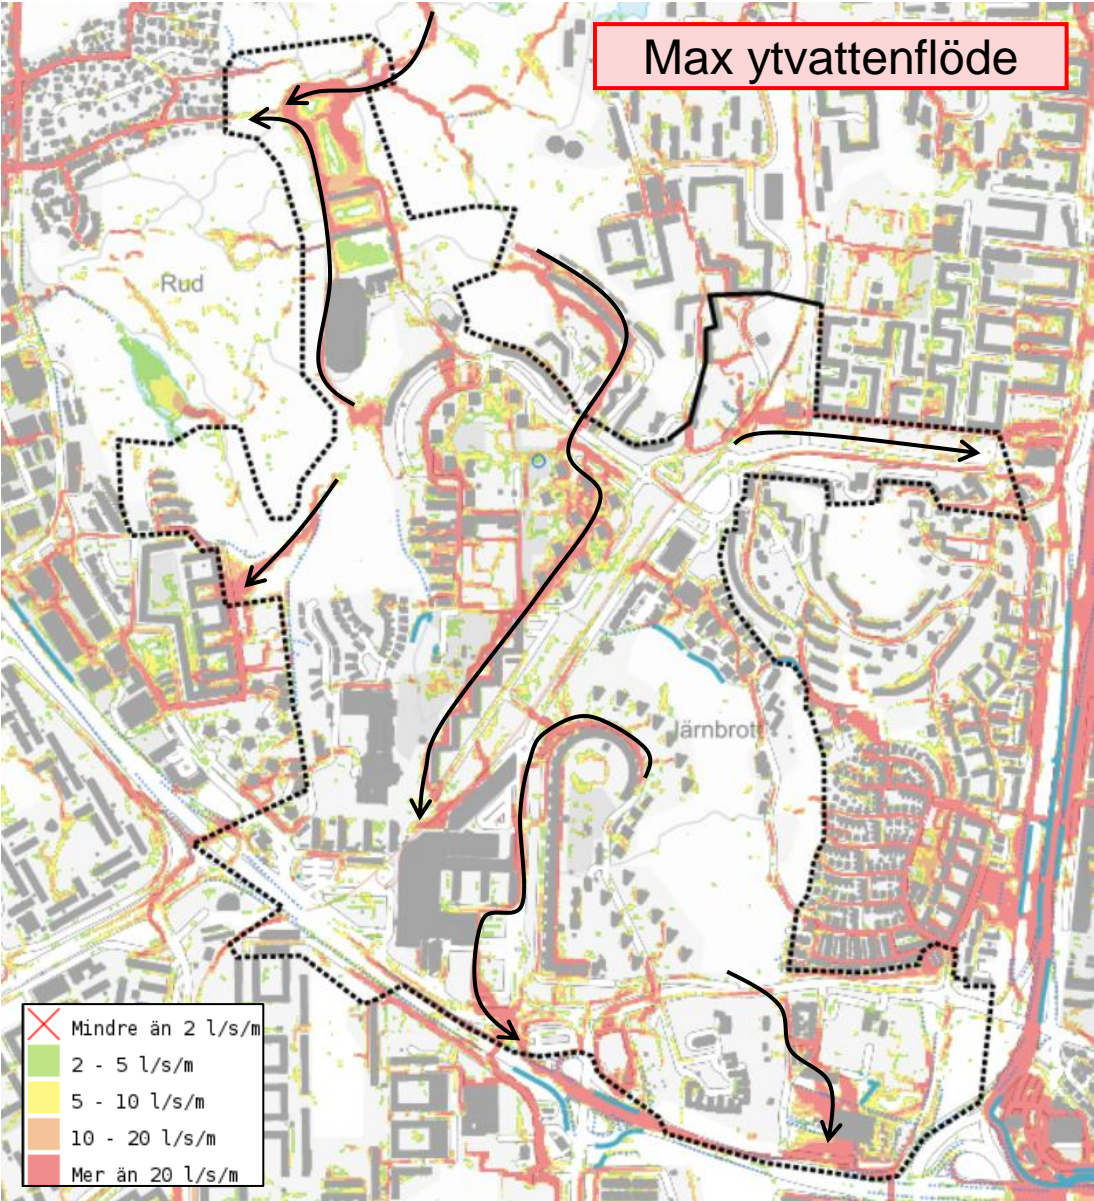 Max ytvattenflöde
Rud
Järnbrott
Mindre än 2 l/s/m
2 - 5 l/s/m
5 - 10 l/s/m
10 - 20 l/s/m
Mer än 20 l/s/m